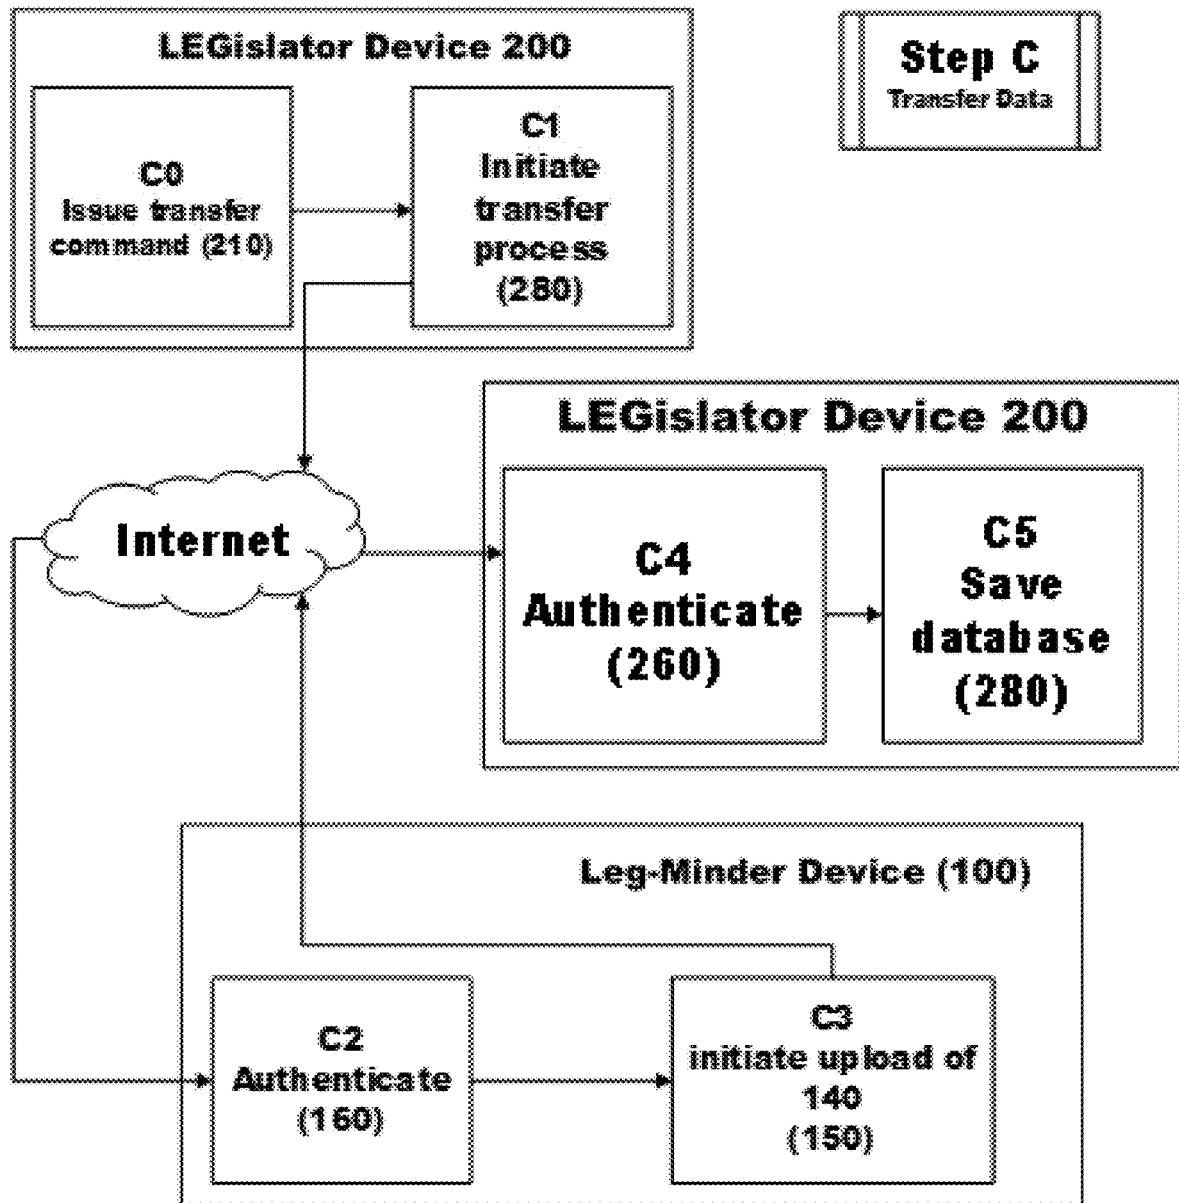 LEGislator Device 200
Step C
Transfer Data
C0
Issue transfer
command (210)
C1
Initiate
transfer
process
(280)
LEGislator Device 200
Internet
C4
Authenticate
(260)
C5
Save
database
(280)
Leg-Minder Device (100)
C2
Authenticate
(160)
C3
initiate upload of
140
(150)